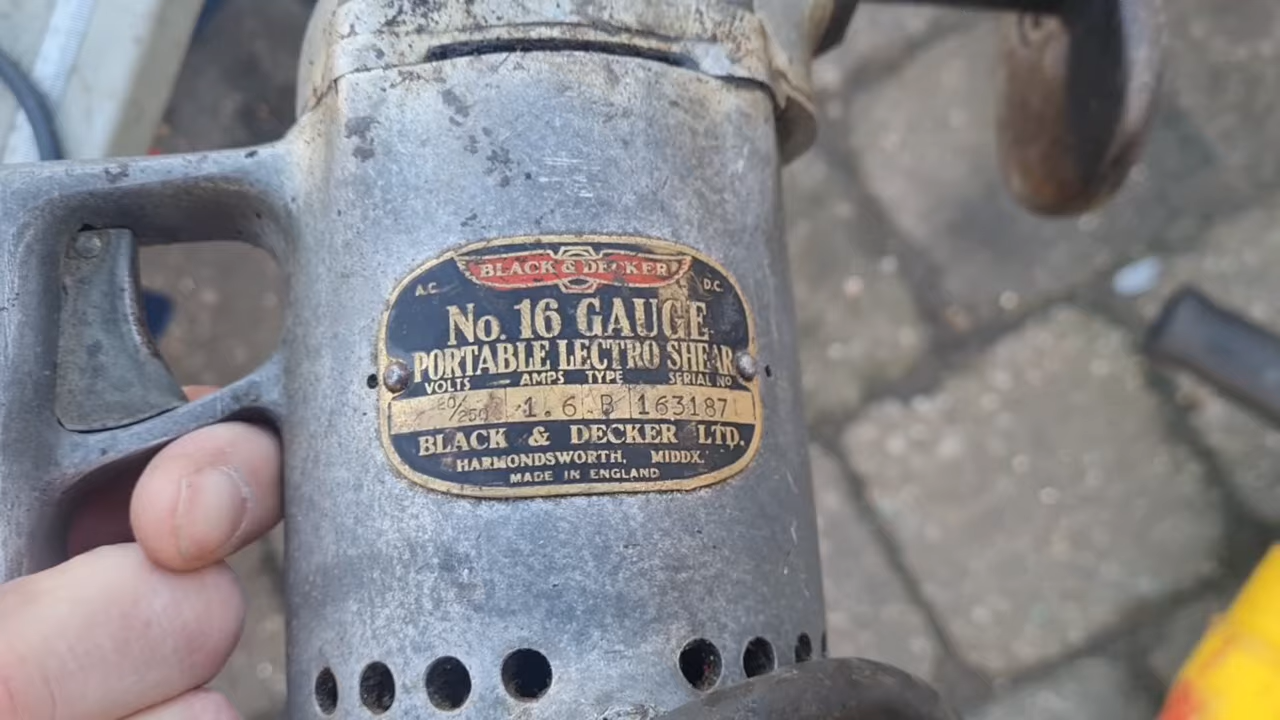 BLACK & DECKER
A.C. D.C.
No. 16 GAUGE
PORTABLE LECTRO SHEAR
VOLTS AMPS TYPE SERIAL No
/250 1.6 B 163187
BLACK & DECKER LTD.
HARMONDSWORTH, MIDDX.
MADE IN ENGLAND